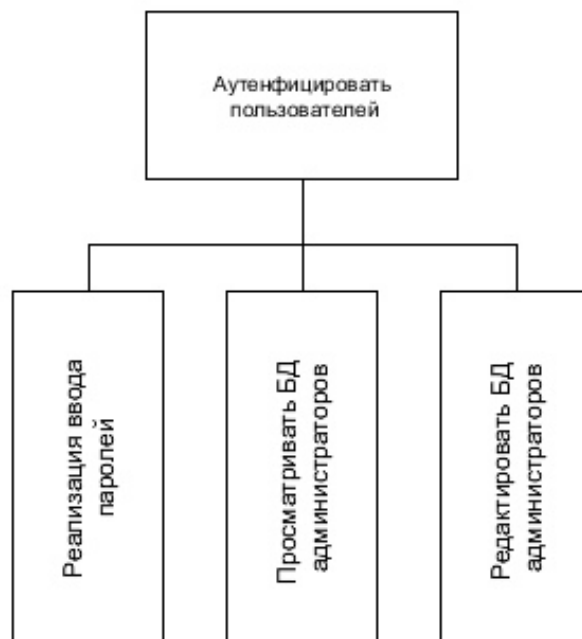 Аутенфицировать
пользователей
Реализация ввода
паролей
Просматривать БД
администраторов
Редактировать БД
администраторов